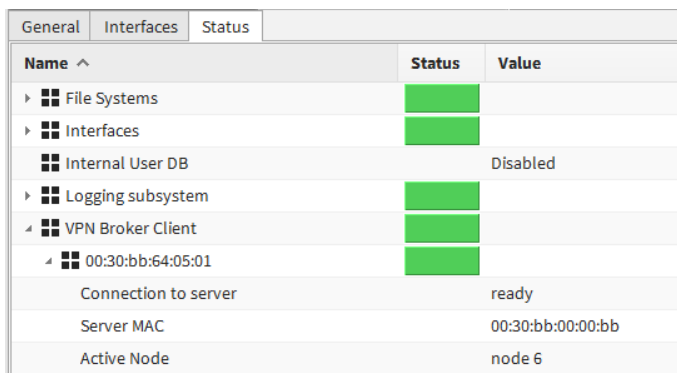 General Interfaces Status
Name Status Value
File Systems
Interfaces
Internal User DB Disabled
Logging subsystem
VPN Broker Client
00:30:bb:64:05:01
Connection to server ready
Server MAC 00:30:bb:00:00:bb
Active Node node 6